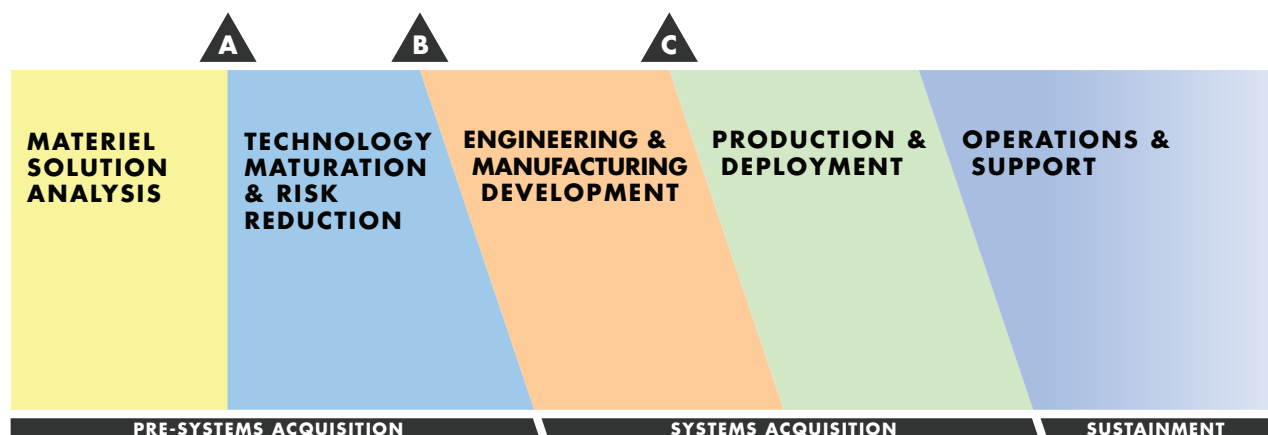 A
B
C
MATERIEL
SOLUTION
ANALYSIS
TECHNOLOGY
MATURATION
& RISK
REDUCTION
ENGINEERING &
MANUFACTURING
DEVELOPMENT
PRODUCTION &
DEPLOYMENT
OPERATIONS &
SUPPORT
PRE-SYSTEMS ACQUISITION
SYSTEMS ACQUISITION
SUSTAINMENT